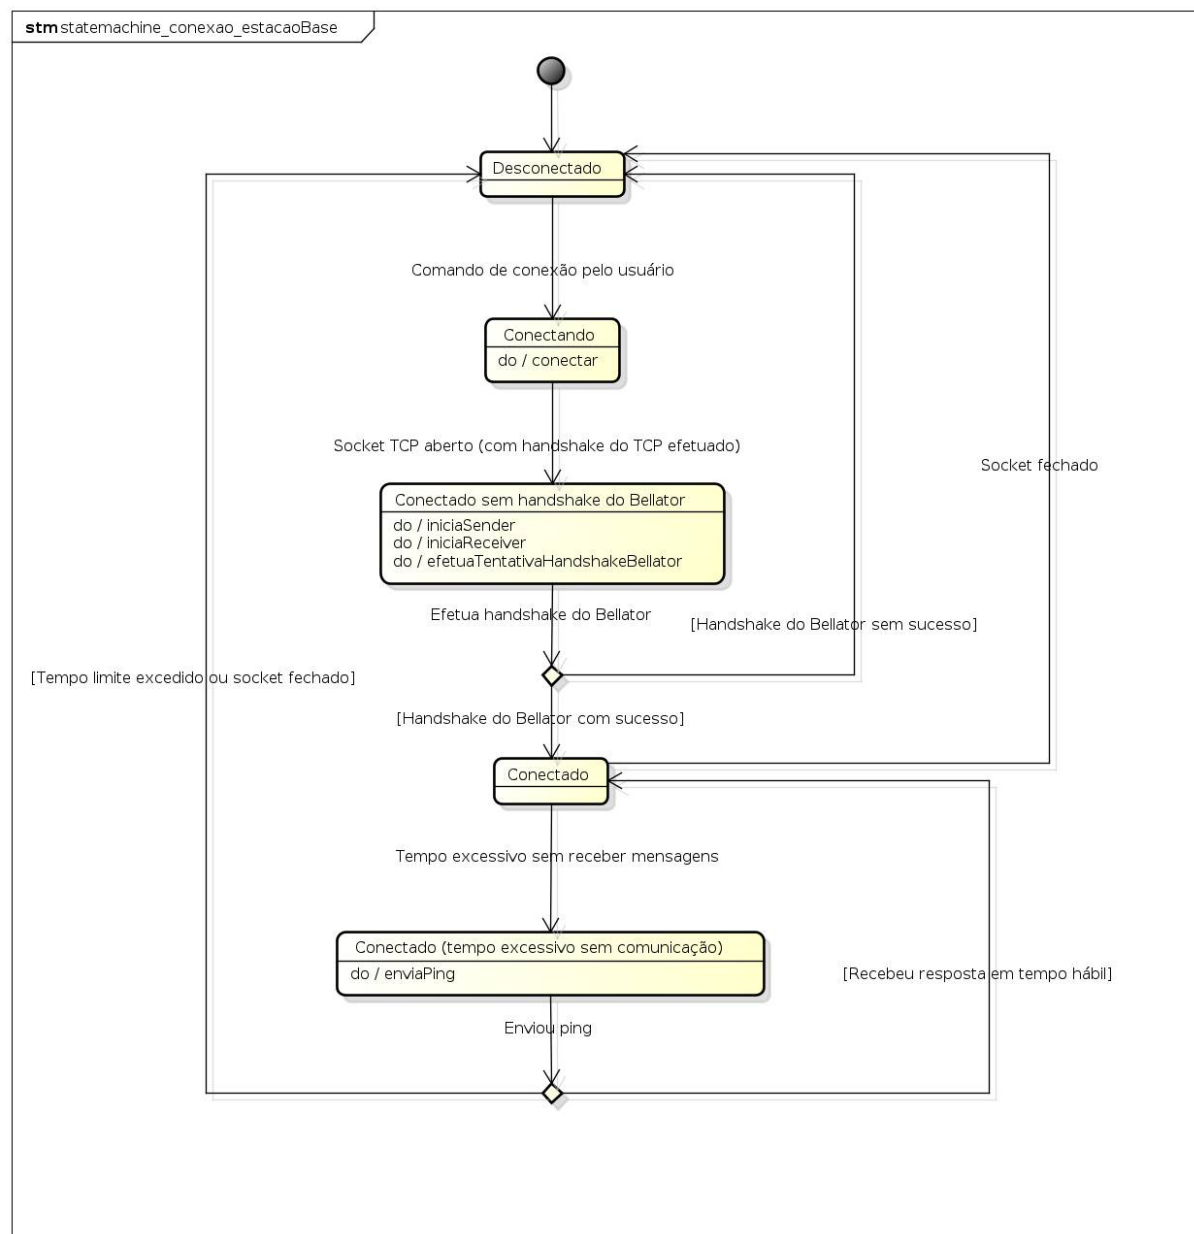 stm statemachine_conexao_estacaoBase
Desconectado
Comando de conexão pelo usuário
Conectando
do / conectar
Socket TCP aberto (com handshake do TCP efetuado)
Socket fechado
Conectado sem handshake do Bellator
do / iniciaSender
do / iniciaReceiver
do / efetuaTentativaHandshakeBellator
Efetua handshake do Bellator
[Handshake do Bellator sem sucesso]
[Tempo limite excedido ou socket fechado]
[Handshake do Bellator com sucesso]
Conectado
Tempo excessivo sem receber mensagens
Conectado (tempo excessivo sem comunicação)
do / enviaPing
[Recebeu resposta em tempo hábil]
Enviou ping